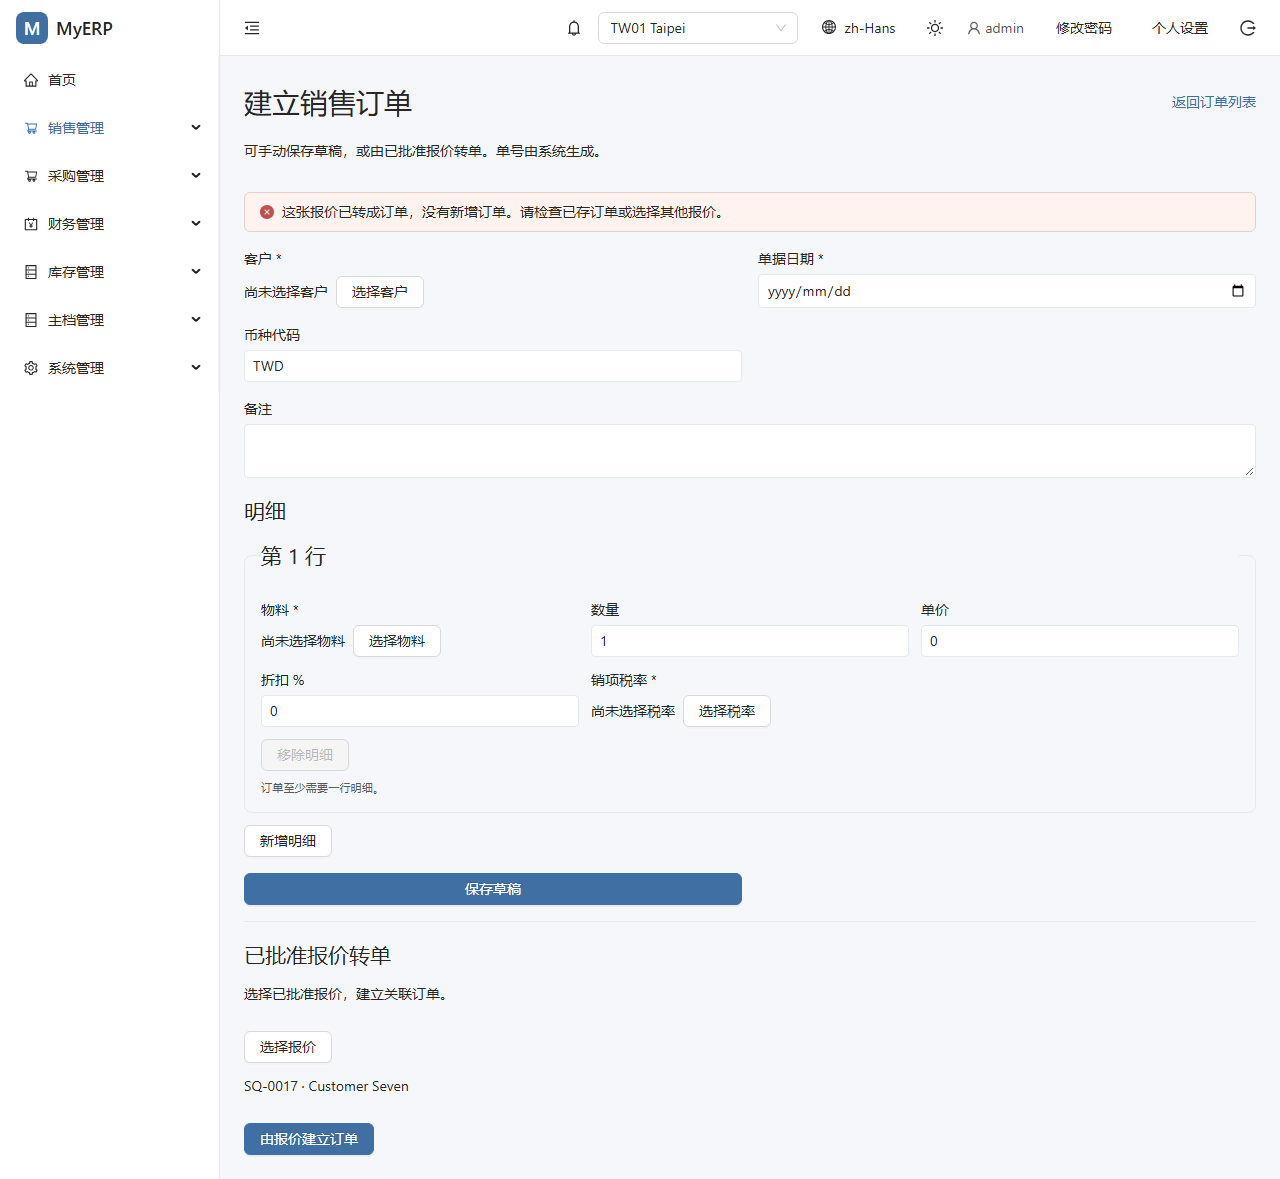 M MyERP
TW01 Taipei
zh-Hans
admin
修改密码
个人设置
首页
销售管理
采购管理
财务管理
库存管理
主档管理
系统管理
建立销售订单
返回订单列表
可手动保存草稿，或由已批准报价转单。单号由系统生成。
这张报价已转成订单，没有新增订单。请检查已存订单或选择其他报价。
客户 *
单据日期 *
尚未选择客户 选择客户
yyyy/mm/dd
币种代码
TWD
备注
明细
第 1 行
物料 *
数量
单价
尚未选择物料 选择物料
1
0
折扣 %
销项税率 *
0
尚未选择税率 选择税率
移除明细
订单至少需要一行明细。
新增明细
保存草稿
已批准报价转单
选择已批准报价，建立关联订单。
选择报价
SQ-0017 · Customer Seven
由报价建立订单